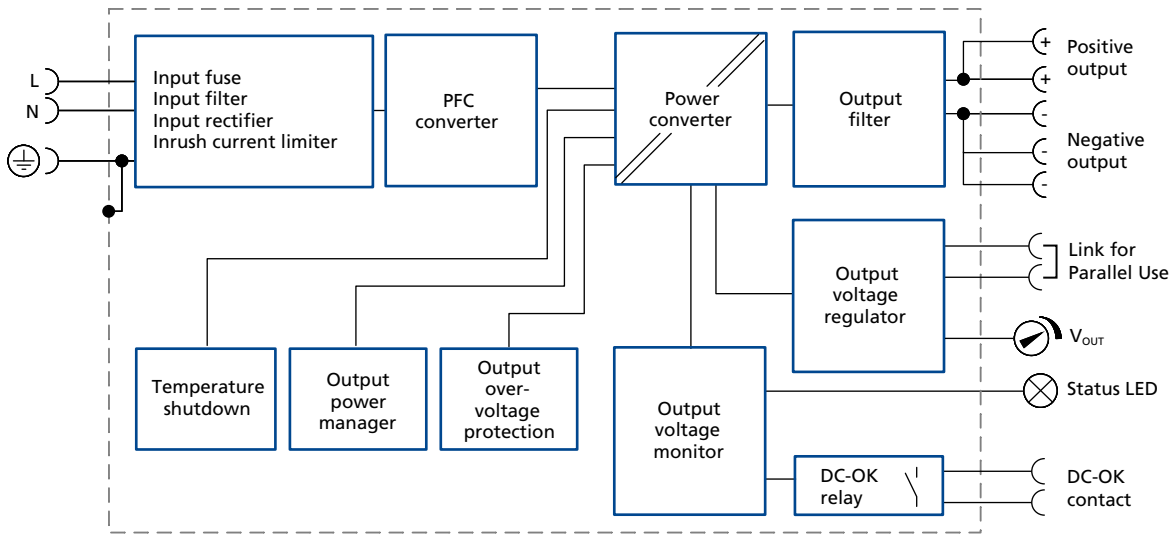 L
N
Input fuse
Input filter
Input rectifier
Inrush current limiter
PFC
converter
Power
converter
Output
filter
+
+
-
-
-
Positive
output
Negative
output
Output
voltage
regulator
Link for
Parallel Use
VOUT
Temperature
shutdown
Output
power
manager
Output
over-
voltage
protection
Output
voltage
monitor
Status LED
DC-OK
relay
DC-OK
contact